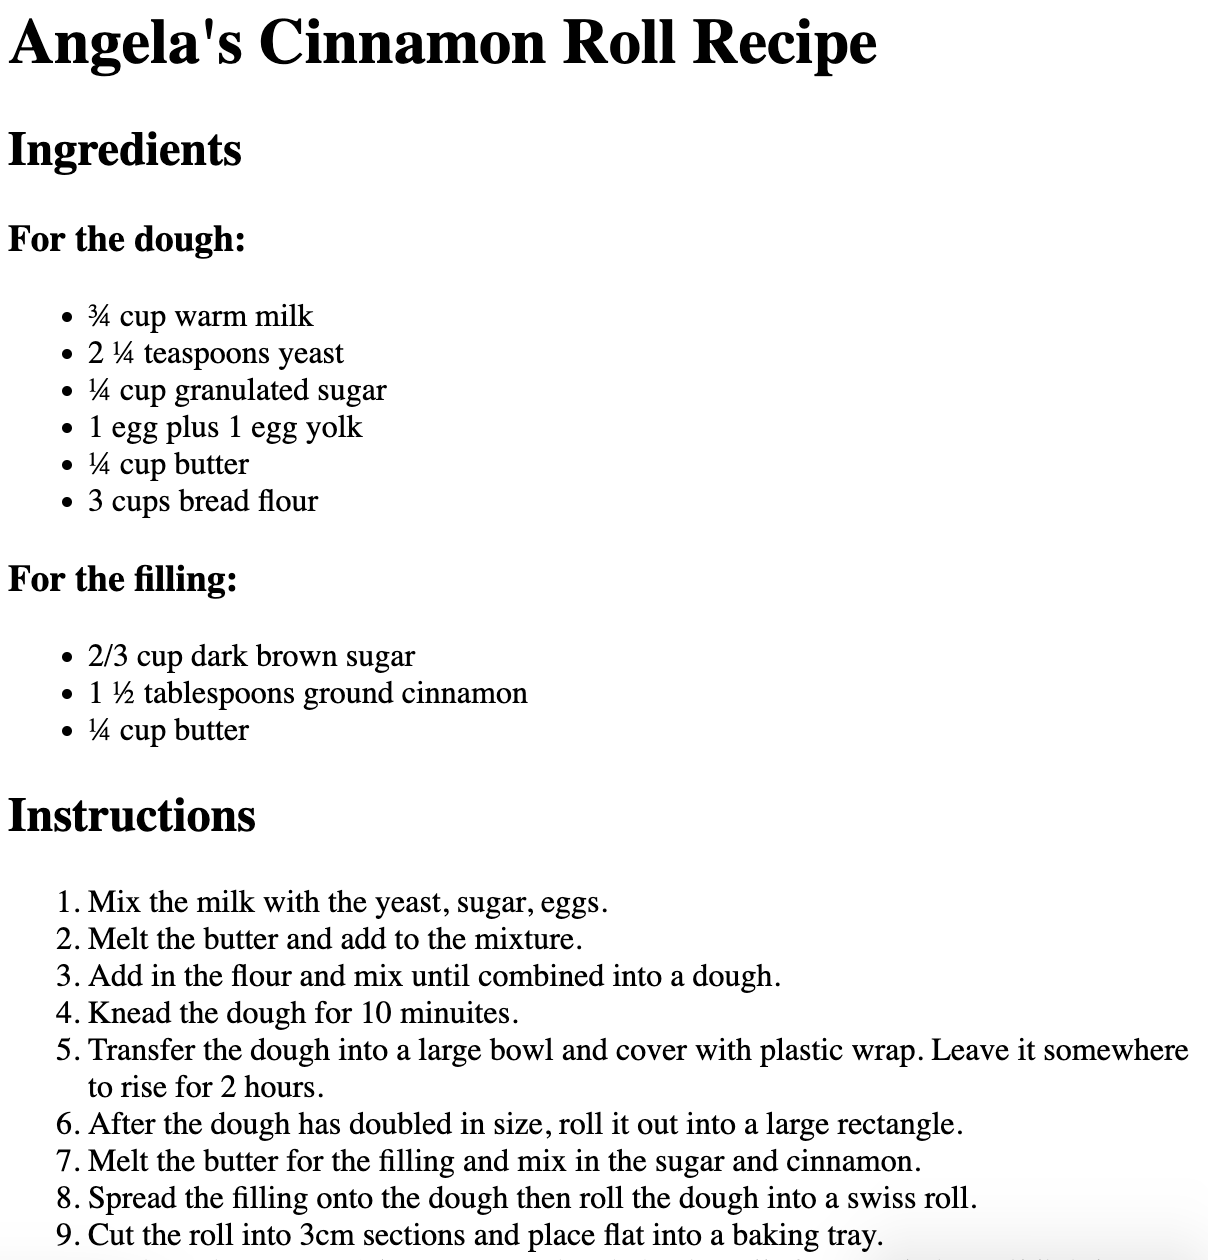 Angela's Cinnamon Roll Recipe
Ingredients
For the dough:
• ¾ cup warm milk
• 2 ¼ teaspoons yeast
• ¼ cup granulated sugar
• 1 egg plus 1 egg yolk
• ¼ cup butter
• 3 cups bread flour
For the filling:
• 2/3 cup dark brown sugar
• 1 ½ tablespoons ground cinnamon
• ¼ cup butter
Instructions
1. Mix the milk with the yeast, sugar, eggs.
2. Melt the butter and add to the mixture.
3. Add in the flour and mix until combined into a dough.
4. Knead the dough for 10 minuites.
5. Transfer the dough into a large bowl and cover with plastic wrap. Leave it somewhere
to rise for 2 hours.
6. After the dough has doubled in size, roll it out into a large rectangle.
7. Melt the butter for the filling and mix in the sugar and cinnamon.
8. Spread the filling onto the dough then roll the dough into a swiss roll.
9. Cut the roll into 3cm sections and place flat into a baking tray.